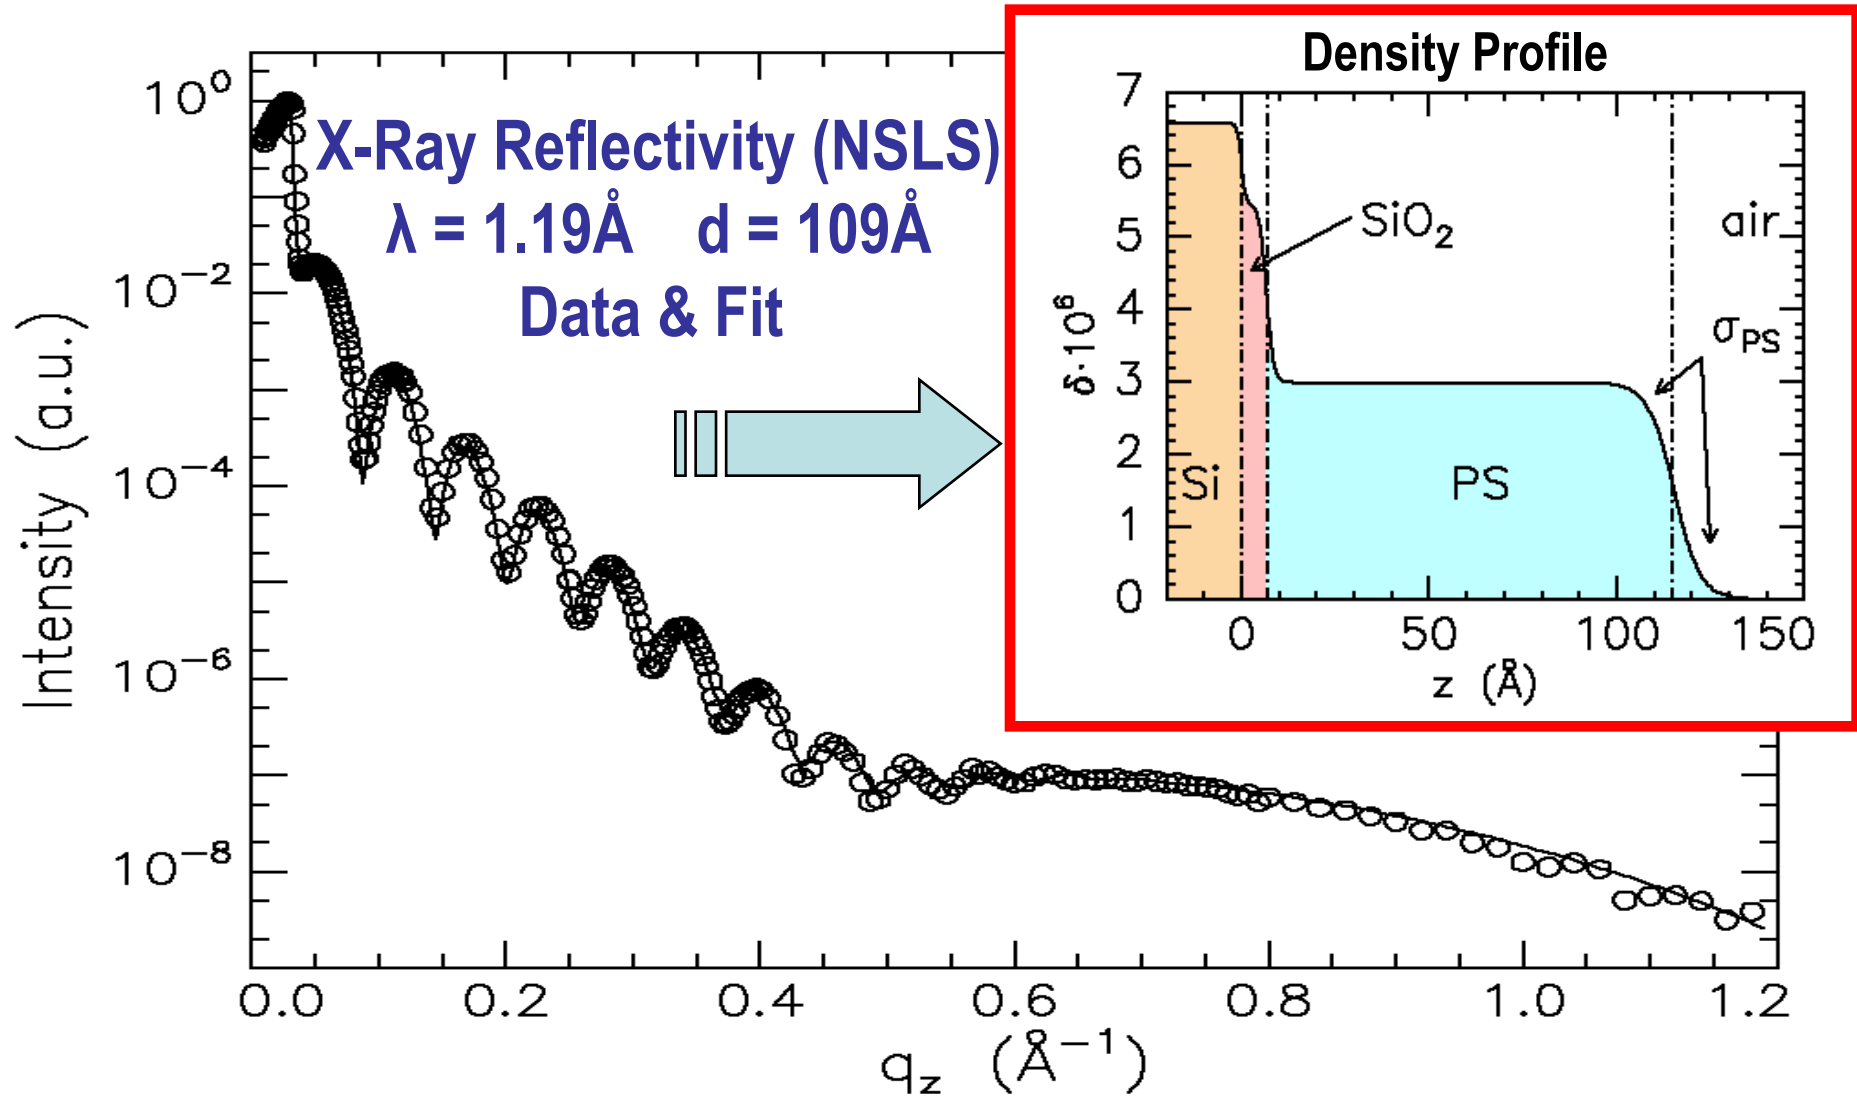 Density Profile
X-Ray Reflectivity (NSLS)
λ = 1.19Å d = 109Å
Data & Fit
Intensity (a.u.)
10⁰
10⁻²
10⁻⁴
10⁻⁶
10⁻⁸
0.0 0.2 0.4 0.6 0.8 1.0 1.2
q_z (Å⁻¹)
δ·10⁶
7
6
5
4
3
2
1
0
SiO₂
air
σ_PS
Si
PS
0 50 100 150
z (Å)